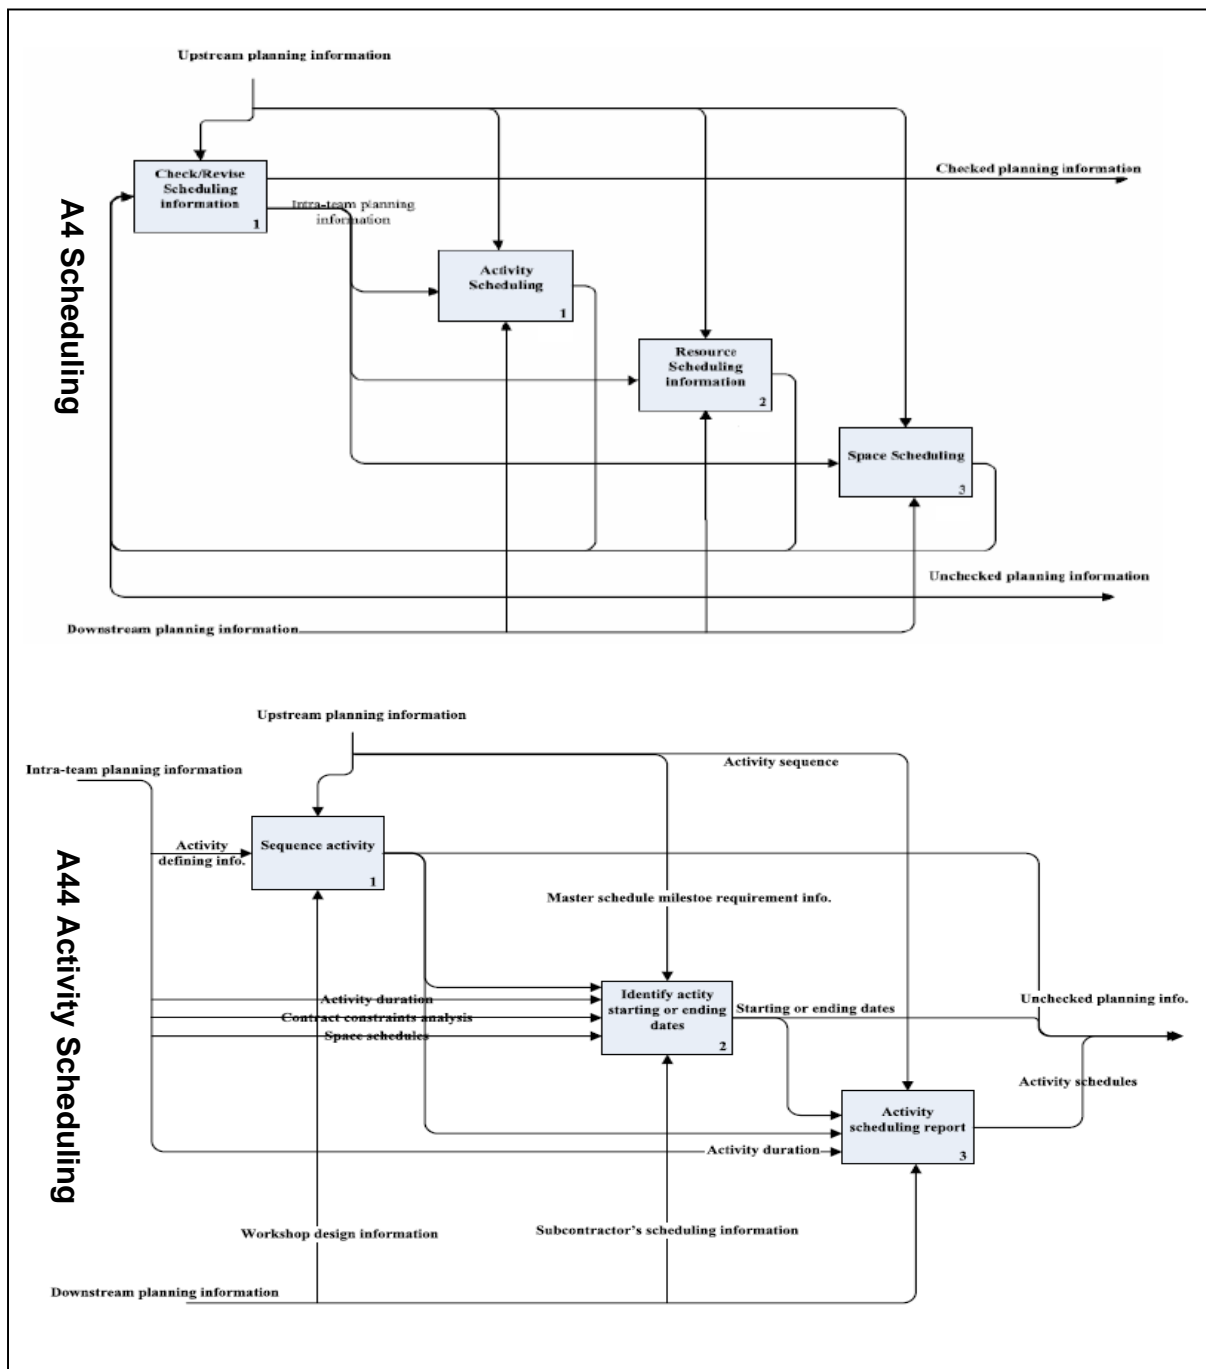 Upstream planning information
Check/Revise
Scheduling
information
1
Checked planning information
Intra-team planning
information
A4 Scheduling
Activity
Scheduling
1
Resource
Scheduling
information
2
Space Scheduling
3
Unchecked planning information
Downstream planning information
Upstream planning information
Intra-team planning information
Activity sequence
Activity
defining info.
Sequence activity
1
A44 Activity Scheduling
Master schedule milestoe requirement info.
Activity duration
Contract constraints analysis
Space schedules
Identify actity
starting or ending
dates
2
Starting or ending dates
Unchecked planning info.
Activity schedules
Activity
scheduling report
3
Activity duration
Workshop design information
Subcontractor's scheduling information
Downstream planning information